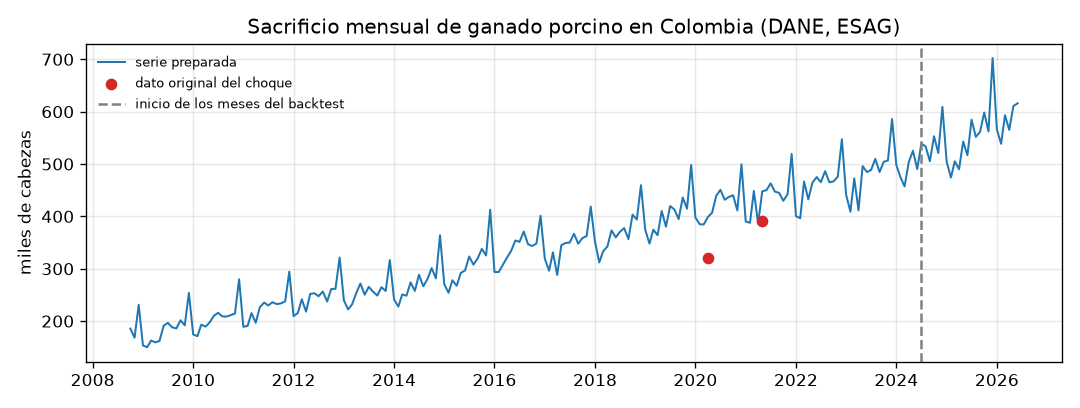 Sacrificio mensual de ganado porcino en Colombia (DANE, ESAG)
serie preparada
dato original del choque
inicio de los meses del backtest
miles de cabezas
700
600
500
400
300
200
2008 2010 2012 2014 2016 2018 2020 2022 2024 2026